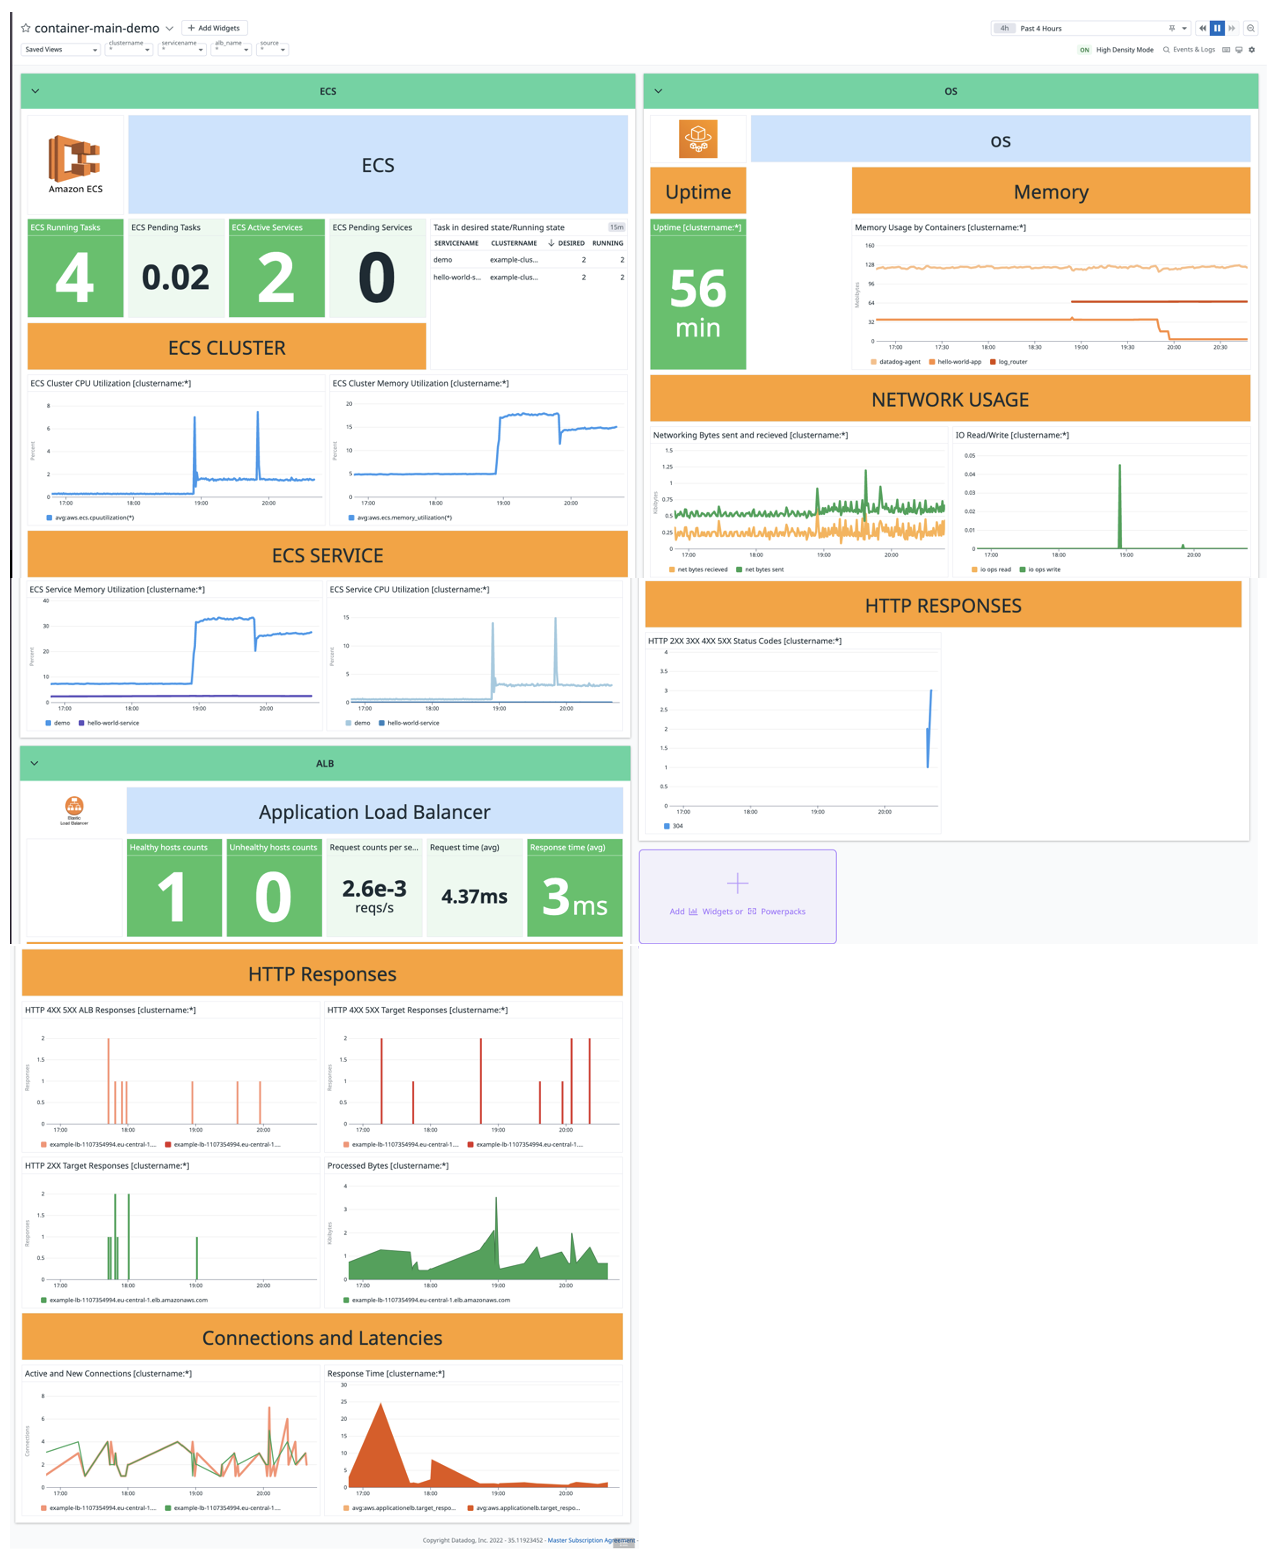 container-main-demo
+ Add Widgets
4h Past 4 Hours
Saved Views
clustername
*
servicename
*
alb_name
*
source
*
ON High Density Mode
Events & Logs
ECS
Amazon ECS
ECS
ECS Running Tasks
4
ECS Pending Tasks
0.02
ECS Active Services
2
ECS Pending Services
0
Task in desired state/Running state
15m
SERVICENAME CLUSTERNAME DESIRED RUNNING
demo example-clus... 2 2
hello-world-s... example-clus... 2 2
ECS CLUSTER
ECS Cluster CPU Utilization [clustername:*]
Percent
8
6
4
2
0
17:00 18:00 19:00 20:00
avg:aws.ecs.cpuutilization(*)
ECS Cluster Memory Utilization [clustername:*]
Percent
20
15
10
5
0
17:00 18:00 19:00 20:00
avg:aws.ecs.memory_utilization(*)
ECS SERVICE
ECS Service Memory Utilization [clustername:*]
Percent
40
30
20
10
0
17:00 18:00 19:00 20:00
demo hello-world-service
ECS Service CPU Utilization [clustername:*]
Percent
15
10
5
0
17:00 18:00 19:00 20:00
demo hello-world-service
OS
OS
Uptime
Memory
Uptime [clustername:*]
56
min
Memory Usage by Containers [clustername:*]
Mebibytes
160
128
96
64
32
0
17:00 17:30 18:00 18:30 19:00 19:30 20:00 20:30
datadog-agent hello-world-app log_router
NETWORK USAGE
Networking Bytes sent and recieved [clustername:*]
Kibibytes
1.5
1.25
1
0.75
0.5
0.25
0
17:00 18:00 19:00 20:00
net bytes recieved net bytes sent
IO Read/Write [clustername:*]
0.05
0.04
0.03
0.02
0.01
0
17:00 18:00 19:00 20:00
io ops read io ops write
HTTP RESPONSES
HTTP 2XX 3XX 4XX 5XX Status Codes [clustername:*]
4
3.5
3
2.5
2
1.5
1
0.5
0
17:00 18:00 19:00 20:00
304
Add Widgets or Powerpacks
ALB
Elastic
Load Balancer
Application Load Balancer
Healthy hosts counts
1
Unhealthy hosts counts
0
Request counts per se...
2.6e-3
reqs/s
Request time (avg)
4.37ms
Response time (avg)
3ms
HTTP Responses
HTTP 4XX 5XX ALB Responses [clustername:*]
Responses
2
1.5
1
0.5
0
17:00 18:00 19:00 20:00
example-lb-1107354994.eu-central-1.... example-lb-1107354994.eu-central-1....
HTTP 4XX 5XX Target Responses [clustername:*]
Responses
2
1.5
1
0.5
0
17:00 18:00 19:00 20:00
example-lb-1107354994.eu-central-1.... example-lb-1107354994.eu-central-1....
HTTP 2XX Target Responses [clustername:*]
Responses
2
1.5
1
0.5
0
17:00 18:00 19:00 20:00
example-lb-1107354994.eu-central-1.elb.amazonaws.com
Processed Bytes [clustername:*]
Kibibytes
4
3
2
1
0
17:00 18:00 19:00 20:00
example-lb-1107354994.eu-central-1.elb.amazonaws.com
Connections and Latencies
Active and New Connections [clustername:*]
Connections
8
6
4
2
0
17:00 18:00 19:00 20:00
example-lb-1107354994.eu-central-1.... example-lb-1107354994.eu-central-1....
Response Time [clustername:*]
30
25
20
15
10
5
0
17:00 18:00 19:00 20:00
avg:aws.applicationelb.target_respo... avg:aws.applicationelb.target_respo...
Copyright Datadog, Inc. 2022 - 35.11923452 - Master Subscription Agreement -